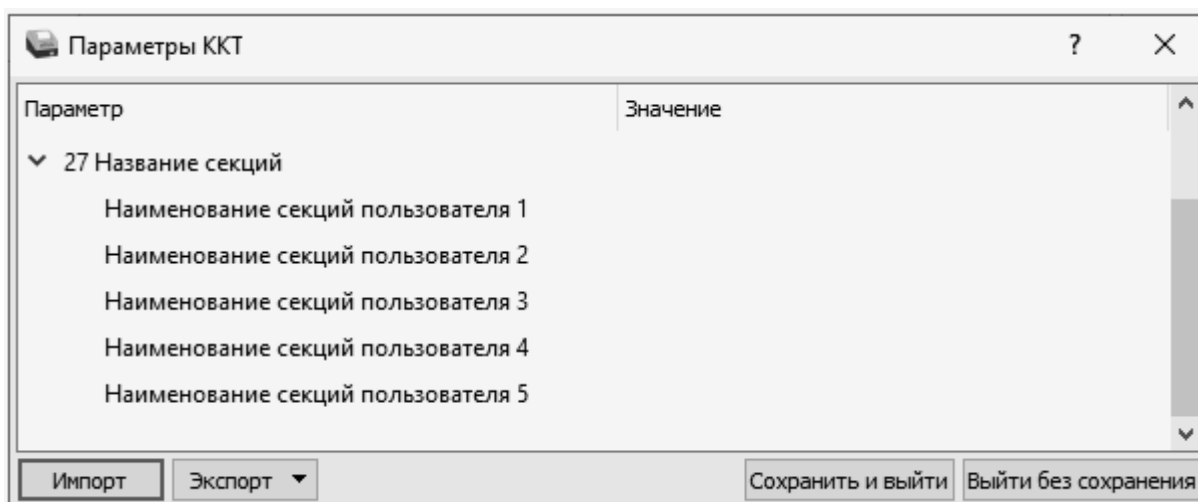 Параметры ККТ ?
Параметр Значение
27 Название секций
Наименование секций пользователя 1
Наименование секций пользователя 2
Наименование секций пользователя 3
Наименование секций пользователя 4
Наименование секций пользователя 5
Импорт Экспорт Сохранить и выйти Выйти без сохранения